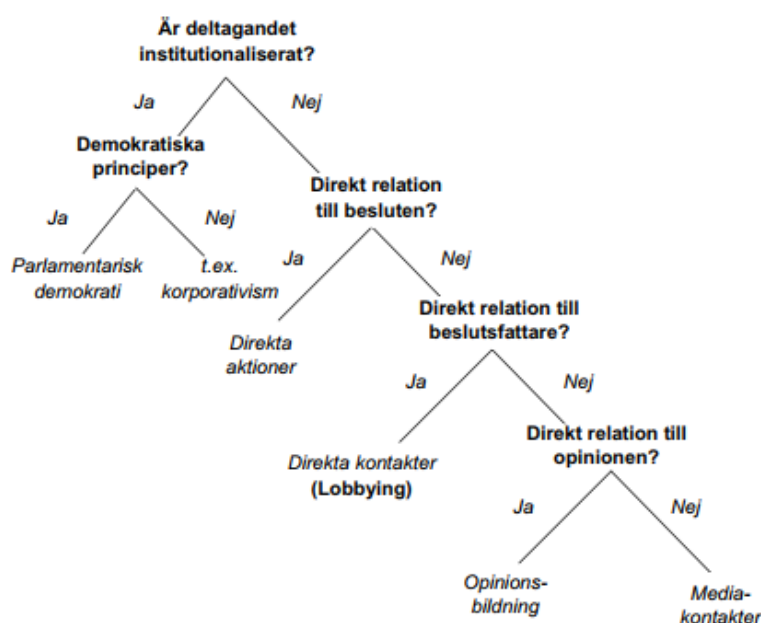 Är deltagandet
institutionaliserat?
Ja
Nej
Demokratiska
principer?
Direkt relation
till besluten?
Ja
Nej
Parlamentarisk
demokrati
t.ex.
korporativism
Ja
Nej
Direkta
aktioner
Direkt relation till
beslutsfattare?
Ja
Nej
Direkta kontakter
(Lobbying)
Direkt relation till
opinionen?
Ja
Nej
Opinions-
bildning
Media-
kontakter